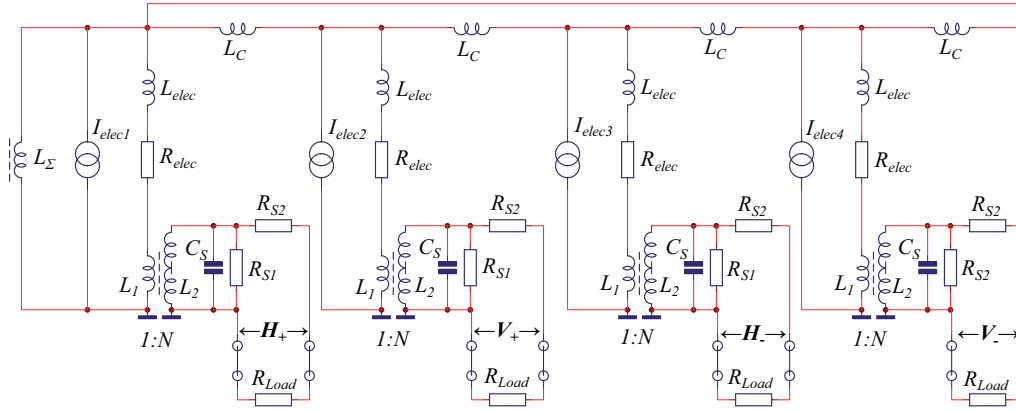 L_C L_C L_C L_C
L_elec L_elec L_elec L_elec
I_elec1 I_elec2 I_elec3 I_elec4
L_Σ R_elec R_elec R_elec R_elec
R_S2 R_S2 R_S2 R_S2
C_S C_S C_S C_S
R_S1 R_S1 R_S1 R_S2
L_1 L_2 L_1 L_2 L_1 L_2 L_1 L_2
1:N ←H_+→ 1:N ←V_+→ 1:N ←H_-→ 1:N ←V_-→
R_Load R_Load R_Load R_Load